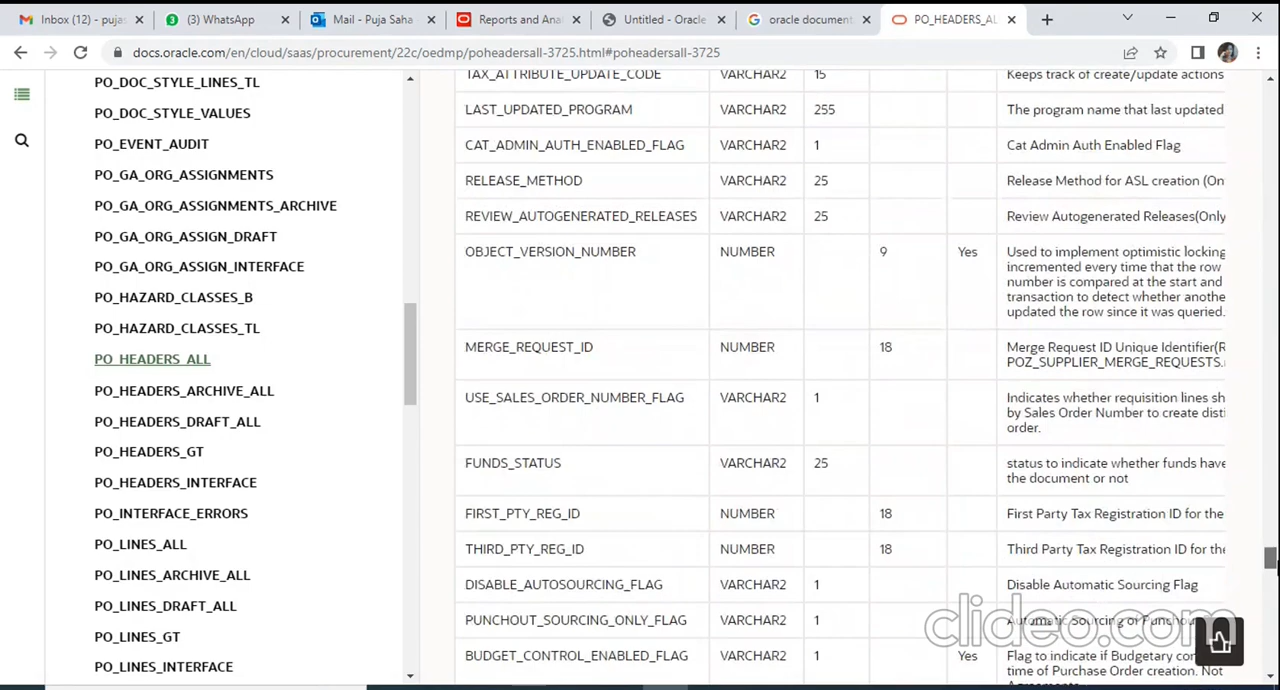 Inbox (12) - pujas
(3) WhatsApp
Mail - Puja Saha
Reports and Ana
Untitled - Oracle
oracle document
PO_HEADERS_AL
docs.oracle.com/en/cloud/saas/procurement/22c/oedmp/poheadersall-3725.html#poheadersall-3725
PO_DOC_STYLE_LINES_TL
PO_DOC_STYLE_VALUES
PO_EVENT_AUDIT
PO_GA_ORG_ASSIGNMENTS
PO_GA_ORG_ASSIGNMENTS_ARCHIVE
PO_GA_ORG_ASSIGN_DRAFT
PO_GA_ORG_ASSIGN_INTERFACE
PO_HAZARD_CLASSES_B
PO_HAZARD_CLASSES_TL
PO_HEADERS_ALL
PO_HEADERS_ARCHIVE_ALL
PO_HEADERS_DRAFT_ALL
PO_HEADERS_GT
PO_HEADERS_INTERFACE
PO_INTERFACE_ERRORS
PO_LINES_ALL
PO_LINES_ARCHIVE_ALL
PO_LINES_DRAFT_ALL
PO_LINES_GT
PO_LINES_INTERFACE
TAX_ATTRIBUTE_UPDATE_CODE VARCHAR2 15 Keeps track of create/update actions
LAST_UPDATED_PROGRAM VARCHAR2 255 The program name that last updated
CAT_ADMIN_AUTH_ENABLED_FLAG VARCHAR2 1 Cat Admin Auth Enabled Flag
RELEASE_METHOD VARCHAR2 25 Release Method for ASL creation (On
REVIEW_AUTOGENERATED_RELEASES VARCHAR2 25 Review Autogenerated Releases(Only
OBJECT_VERSION_NUMBER NUMBER 9 Yes Used to implement optimistic locking
incremented every time that the row
number is compared at the start and
transaction to detect whether anothe
updated the row since it was queried.
MERGE_REQUEST_ID NUMBER 18 Merge Request ID Unique Identifier(R
POZ_SUPPLIER_MERGE_REQUESTS.
USE_SALES_ORDER_NUMBER_FLAG VARCHAR2 1 Indicates whether requisition lines sh
by Sales Order Number to create disti
order.
FUNDS_STATUS VARCHAR2 25 status to indicate whether funds have
the document or not
FIRST_PTY_REG_ID NUMBER 18 First Party Tax Registration ID for the
THIRD_PTY_REG_ID NUMBER 18 Third Party Tax Registration ID for the
DISABLE_AUTOSOURCING_FLAG VARCHAR2 1 Disable Automatic Sourcing Flag
PUNCHOUT_SOURCING_ONLY_FLAG VARCHAR2 1 Automatic Sourcing of Punchou
BUDGET_CONTROL_ENABLED_FLAG VARCHAR2 1 Yes Flag to indicate if Budgetary con
time of Purchase Order creation. Not
clideo.com